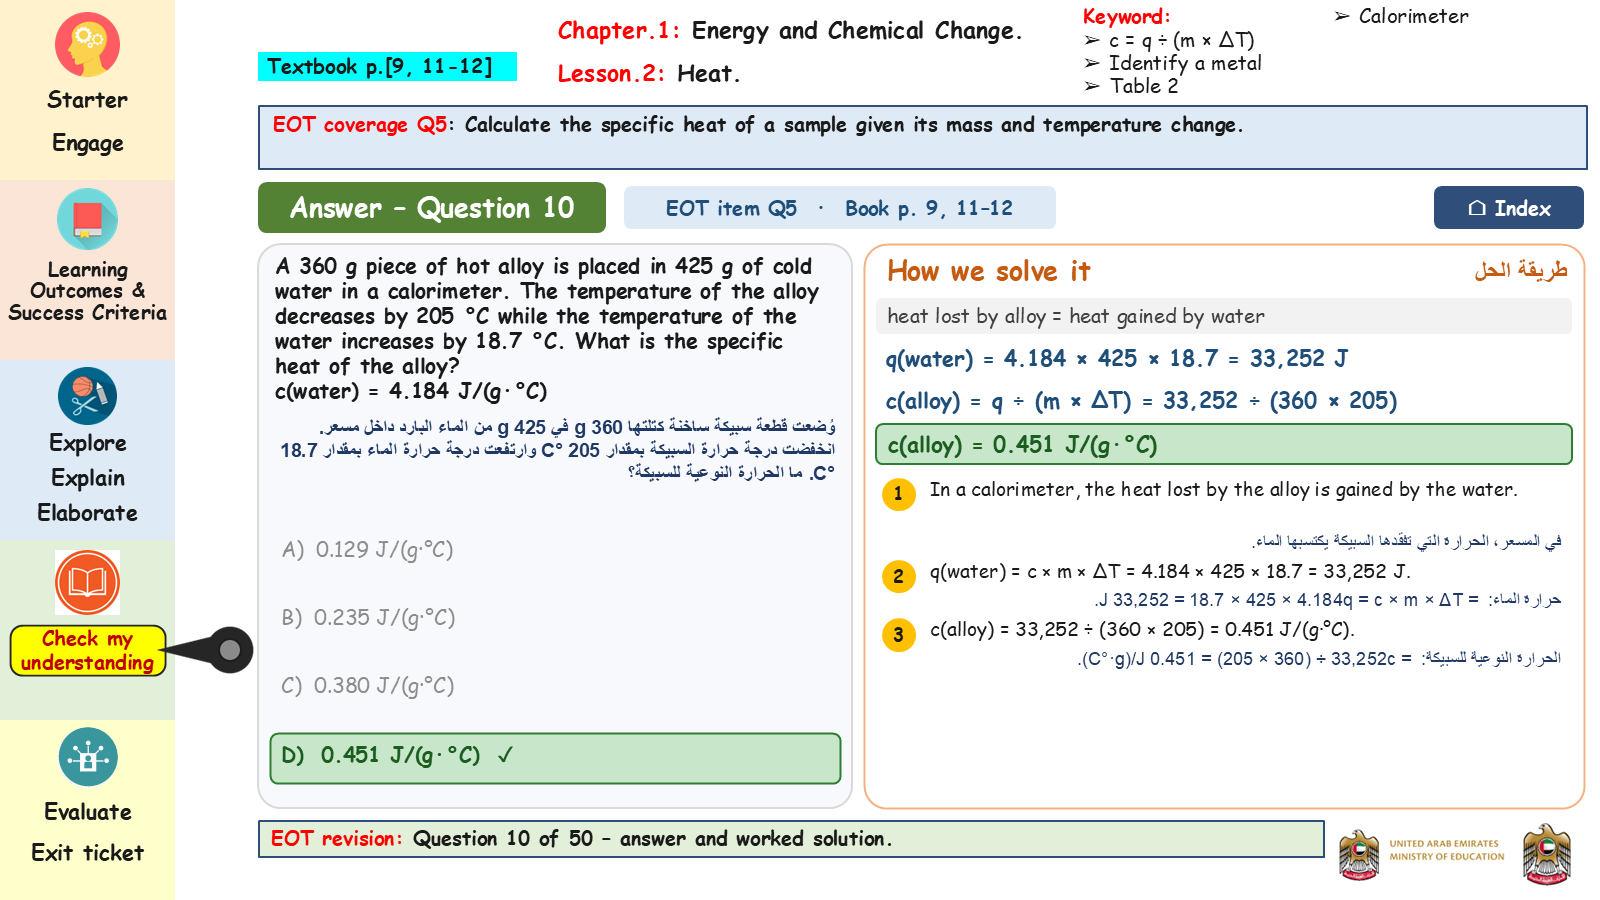 Starter
Engage
Learning
Outcomes &
Success Criteria
Explore
Explain
Elaborate
Check my
understanding
Evaluate
Exit ticket
Textbook p.[9, 11-12]
Chapter.1: Energy and Chemical Change.
Lesson.2: Heat.
Keyword:
➢ c = q ÷ (m × ΔT)
➢ Identify a metal
➢ Table 2
➢ Calorimeter
EOT coverage Q5: Calculate the specific heat of a sample given its mass and temperature change.
Answer – Question 10
EOT item Q5 · Book p. 9, 11–12
☖ Index
A 360 g piece of hot alloy is placed in 425 g of cold
water in a calorimeter. The temperature of the alloy
decreases by 205 °C while the temperature of the
water increases by 18.7 °C. What is the specific
heat of the alloy?
c(water) = 4.184 J/(g·°C)
وُضعت قطعة سبيكة ساخنة كتلتها 360 g في 425 g من الماء البارد داخل مسعر.
انخفضت درجة حرارة السبيكة بمقدار 205 °C وارتفعت درجة حرارة الماء بمقدار 18.7
°C. ما الحرارة النوعية للسبيكة؟
A) 0.129 J/(g·°C)
B) 0.235 J/(g·°C)
C) 0.380 J/(g·°C)
D) 0.451 J/(g·°C) ✓
How we solve it
طريقة الحل
heat lost by alloy = heat gained by water
q(water) = 4.184 × 425 × 18.7 = 33,252 J
c(alloy) = q ÷ (m × ΔT) = 33,252 ÷ (360 × 205)
c(alloy) = 0.451 J/(g·°C)
1 In a calorimeter, the heat lost by the alloy is gained by the water.
في المسعر، الحرارة التي تفقدها السبيكة يكتسبها الماء.
2 q(water) = c × m × ΔT = 4.184 × 425 × 18.7 = 33,252 J.
حرارة الماء: q = c × m × ΔT = 4.184 × 425 × 18.7 = 33,252 J.
3 c(alloy) = 33,252 ÷ (360 × 205) = 0.451 J/(g·°C).
الحرارة النوعية للسبيكة: c = 33,252 ÷ (360 × 205) = 0.451 J/(g·°C).
EOT revision: Question 10 of 50 – answer and worked solution.
UNITED ARAB EMIRATES
MINISTRY OF EDUCATION